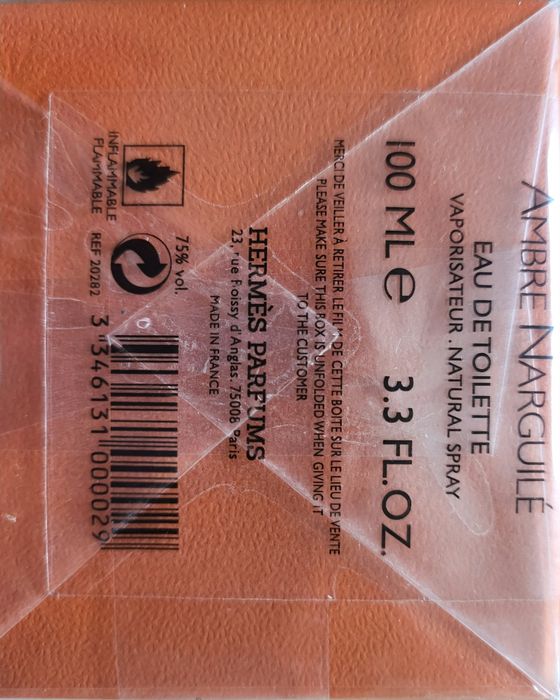 AMBRE NARGUILÉ
EAU DE TOILETTE
VAPORISATEUR . NATURAL SPRAY
100 ML e 3.3 FL.OZ.
MERCI DE VEILLER À RETIRER LE FILM DE CETTE BOITE SUR LE LIEU DE VENTE
PLEASE MAKE SURE THIS BOX IS UNFOLDED WHEN GIVING IT
TO THE CUSTOMER
HERMÈS PARFUMS
23, rue Boissy d'Anglas. 75008 Paris
MADE IN FRANCE
75% vol.
INFLAMMABLE
FLAMMABLE
REF 20282
3 346131 000029